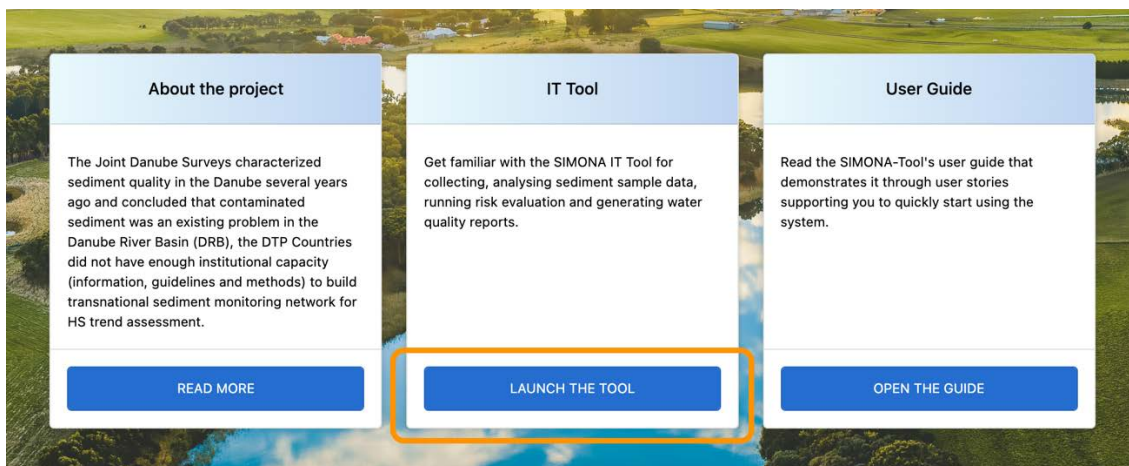 About the project
The Joint Danube Surveys characterized
sediment quality in the Danube several years
ago and concluded that contaminated
sediment was an existing problem in the
Danube River Basin (DRB), the DTP Countries
did not have enough institutional capacity
(information, guidelines and methods) to build
transnational sediment monitoring network for
HS trend assessment.
READ MORE
IT Tool
Get familiar with the SIMONA IT Tool for
collecting, analysing sediment sample data,
running risk evaluation and generating water
quality reports.
LAUNCH THE TOOL
User Guide
Read the SIMONA-Tool's user guide that
demonstrates it through user stories
supporting you to quickly start using the
system.
OPEN THE GUIDE